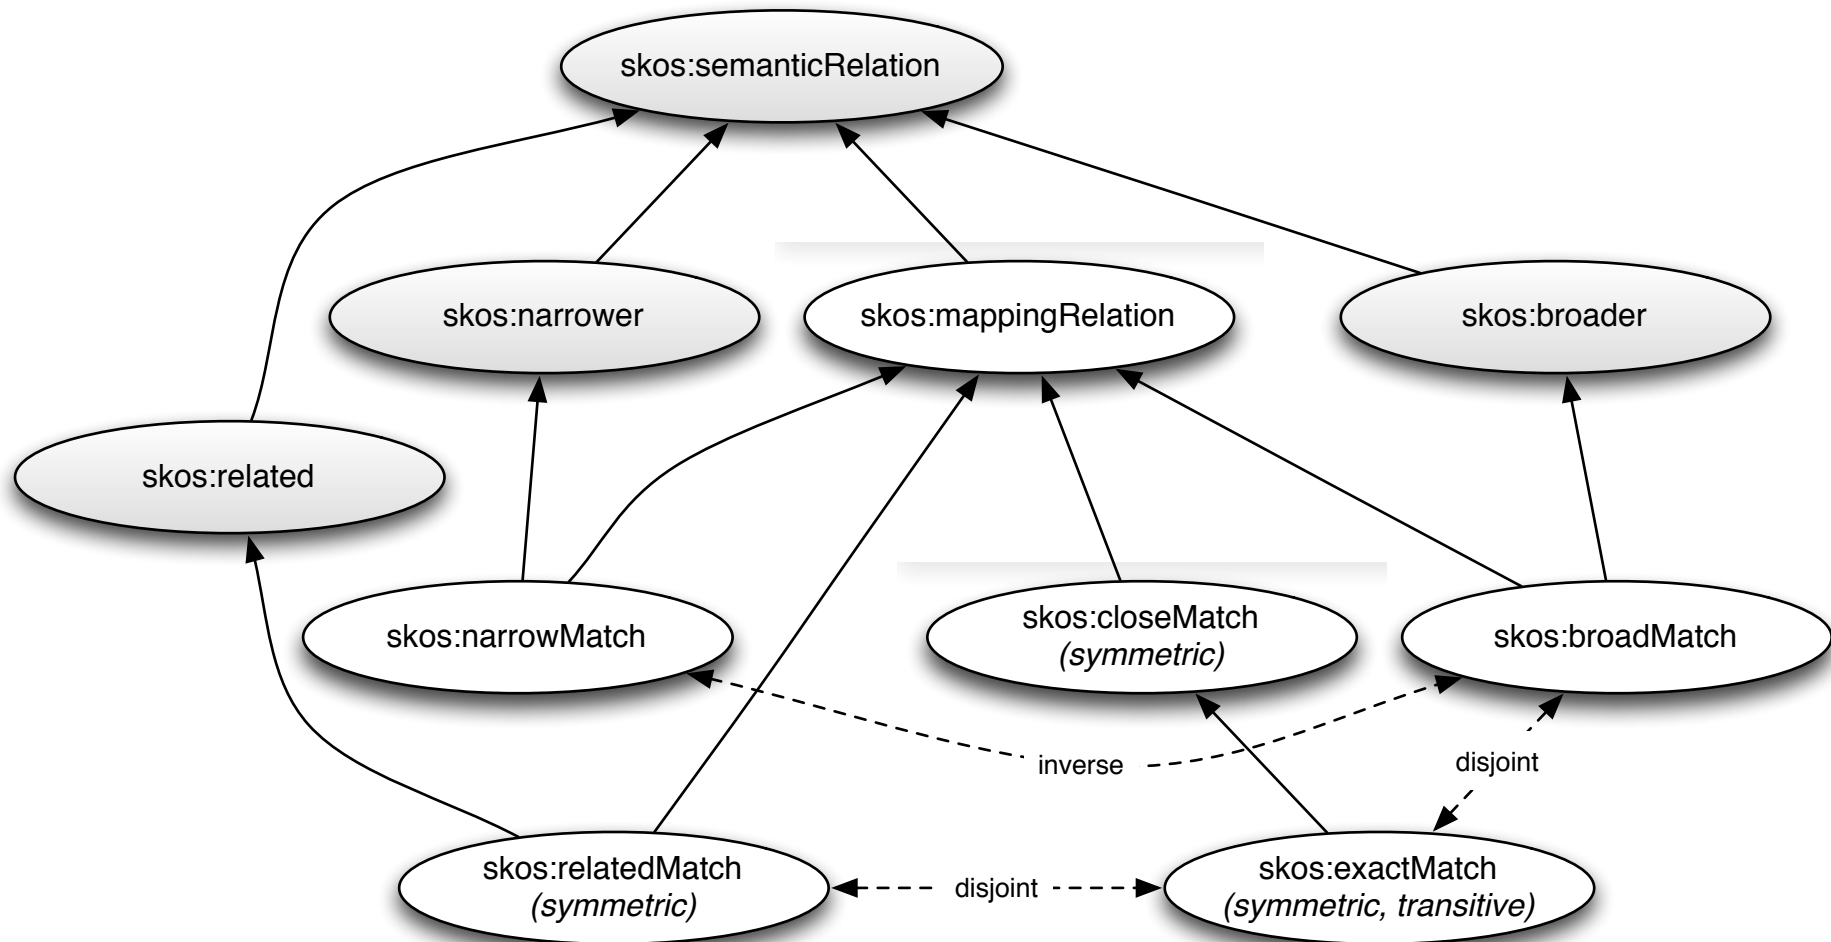 skos:semanticRelation
skos:narrower
skos:mappingRelation
skos:broader
skos:related
skos:narrowMatch
skos:closeMatch
(symmetric)
skos:broadMatch
inverse
disjoint
skos:relatedMatch
(symmetric)
disjoint
skos:exactMatch
(symmetric, transitive)